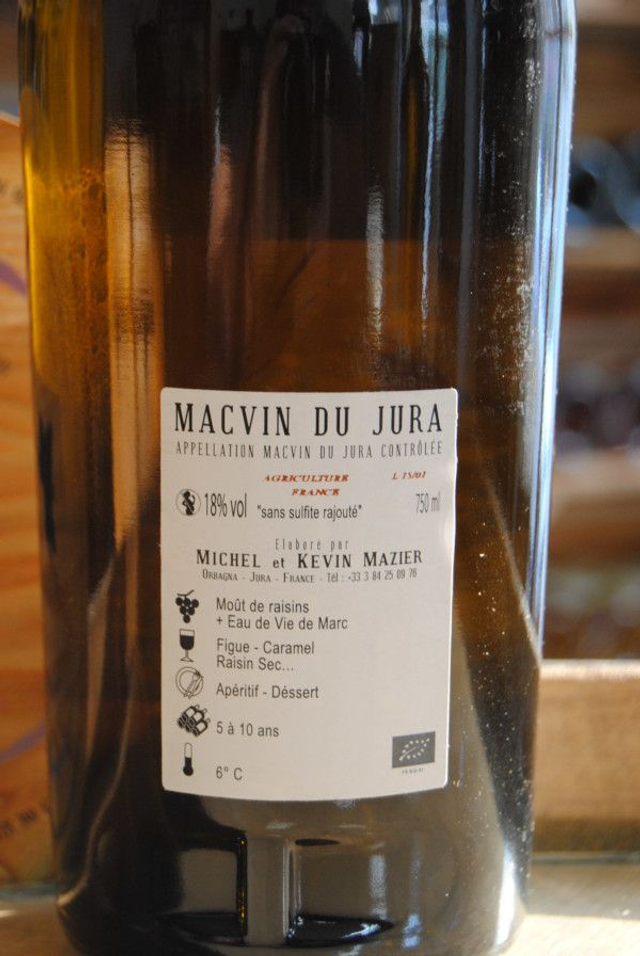 MACVIN DU JURA
APPELLATION MACVIN DU JURA CONTRÔLÉE
AGRICULTURE
FRANCE
L 15/01
18% vol "sans sulfite rajouté" 750 ml
Elaboré par
MICHEL et KEVIN MAZIER
ORBAGNA - JURA - FRANCE - Tél : +33 3 84 25 09 76
Moût de raisins
+ Eau de Vie de Marc
Figue - Caramel
Raisin Sec...
Apéritif - Déssert
5 à 10 ans
6° C